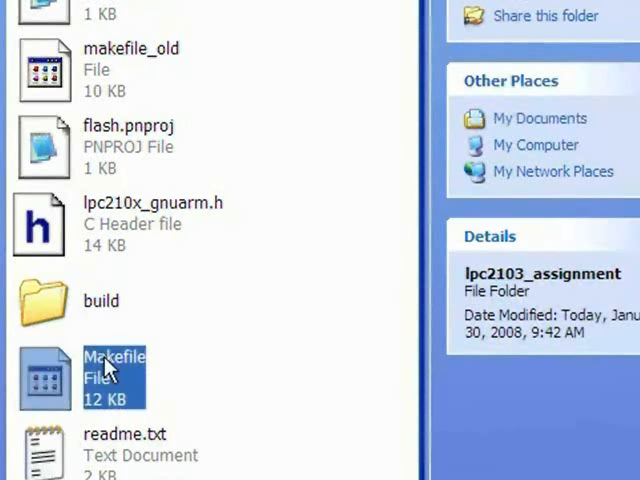 1 KB
makefile_old
File
10 KB
flash.pnproj
PNPROJ File
1 KB
lpc210x_gnuarm.h
C Header file
14 KB
h
build
Makefile
File
12 KB
readme.txt
Text Document
2 KB
Share this folder
Other Places
My Documents
My Computer
My Network Places
Details
lpc2103_assignment
File Folder
Date Modified: Today, Janu
30, 2008, 9:42 AM